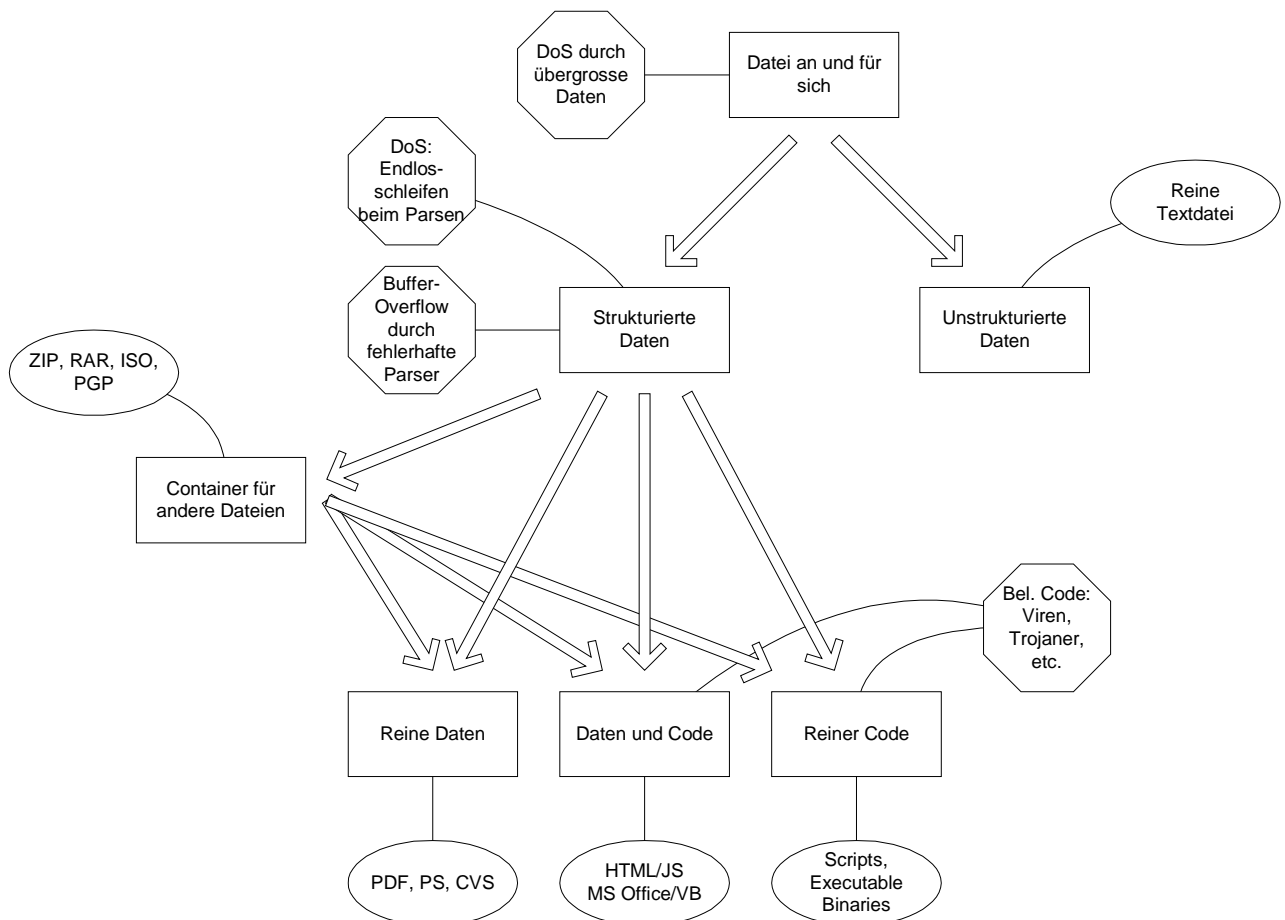 DoS durch
übergrosse
Daten
Datei an und für
sich
DoS:
Endlos-
schleifen
beim Parsen
Reine
Textdatei
Buffer-
Overflow
durch
fehlerhafte
Parser
Strukturierte
Daten
Unstrukturierte
Daten
ZIP, RAR, ISO,
PGP
Container für
andere Dateien
Bel. Code:
Viren,
Trojaner,
etc.
Reine Daten
Daten und Code
Reiner Code
PDF, PS, CVS
HTML/JS
MS Office/VB
Scripts,
Executable
Binaries